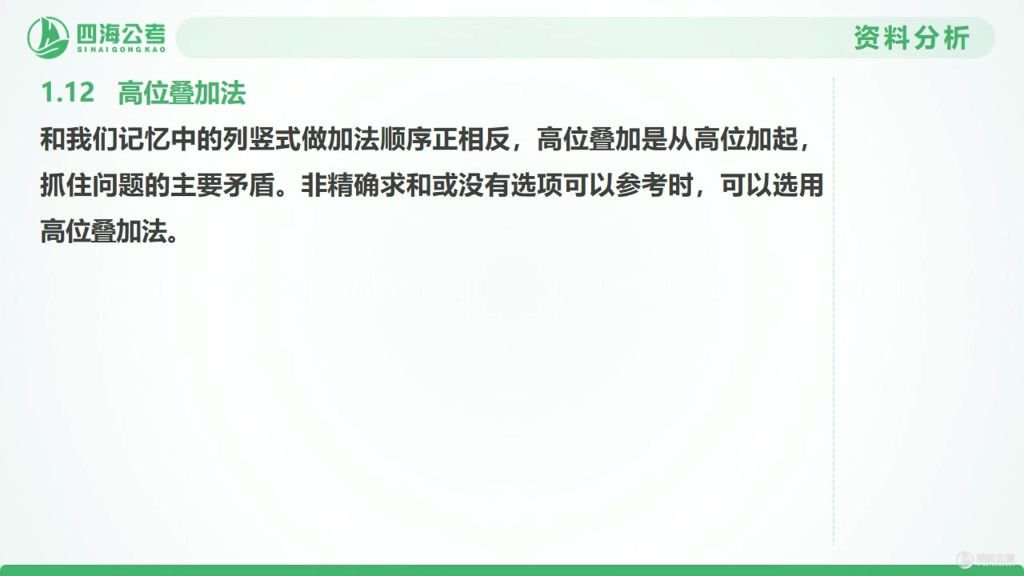 四海公考
SIHAIGONGKAO
资料分析
1.12 高位叠加法
和我们记忆中的列竖式做加法顺序正相反，高位叠加是从高位加起，
抓住问题的主要矛盾。非精确求和或没有选项可以参考时，可以选用
高位叠加法。